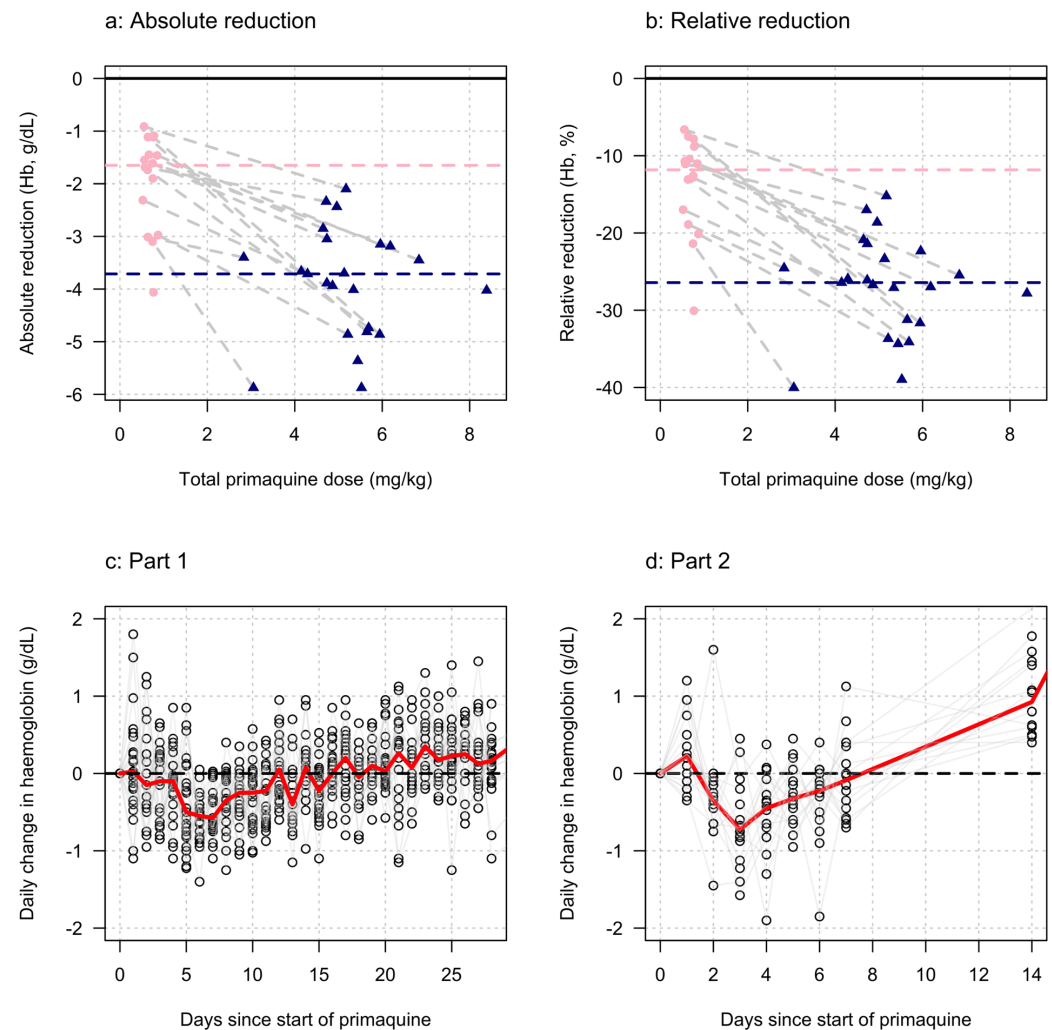 a: Absolute reduction
Absolute reduction (Hb, g/dL)
0
-1
-2
-3
-4
-5
-6
0 2 4 6 8
Total primaquine dose (mg/kg)
b: Relative reduction
Relative reduction (Hb, %)
0
-10
-20
-30
-40
0 2 4 6 8
Total primaquine dose (mg/kg)
c: Part 1
Daily change in haemoglobin (g/dL)
2
1
0
-1
-2
0 5 10 15 20 25
Days since start of primaquine
d: Part 2
Daily change in haemoglobin (g/dL)
2
1
0
-1
-2
0 2 4 6 8 10 12 14
Days since start of primaquine